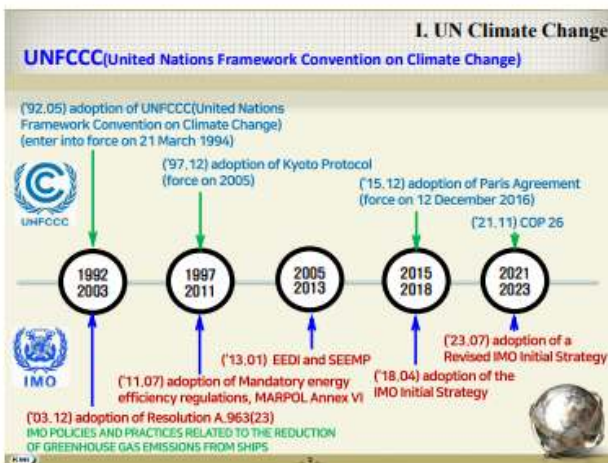 I. UN Climate Change
UNFCCC(United Nations Framework Convention on Climate Change)
('92.05) adoption of UNFCCC(United Nations
Framework Convention on Climate Change)
(enter into force on 21 March 1994)
('97.12) adoption of Kyoto Protocol
(force on 2005)
('15.12) adoption of Paris Agreement
(force on 12 December 2016)
('21.11) COP 26
UNFCCC
1992
2003
1997
2011
2005
2013
2015
2018
2021
2023
IMO
('23.07) adoption of a
Revised IMO Initial Strategy
('13.01) EEDI and SEEMP
('18.04) adoption of the
IMO Initial Strategy
('11.07) adoption of Mandatory energy
efficiency regulations, MARPOL Annex VI
('03.12) adoption of Resolution A.963(23)
IMO POLICIES AND PRACTICES RELATED TO THE REDUCTION
OF GREENHOUSE GAS EMISSIONS FROM SHIPS
KMI